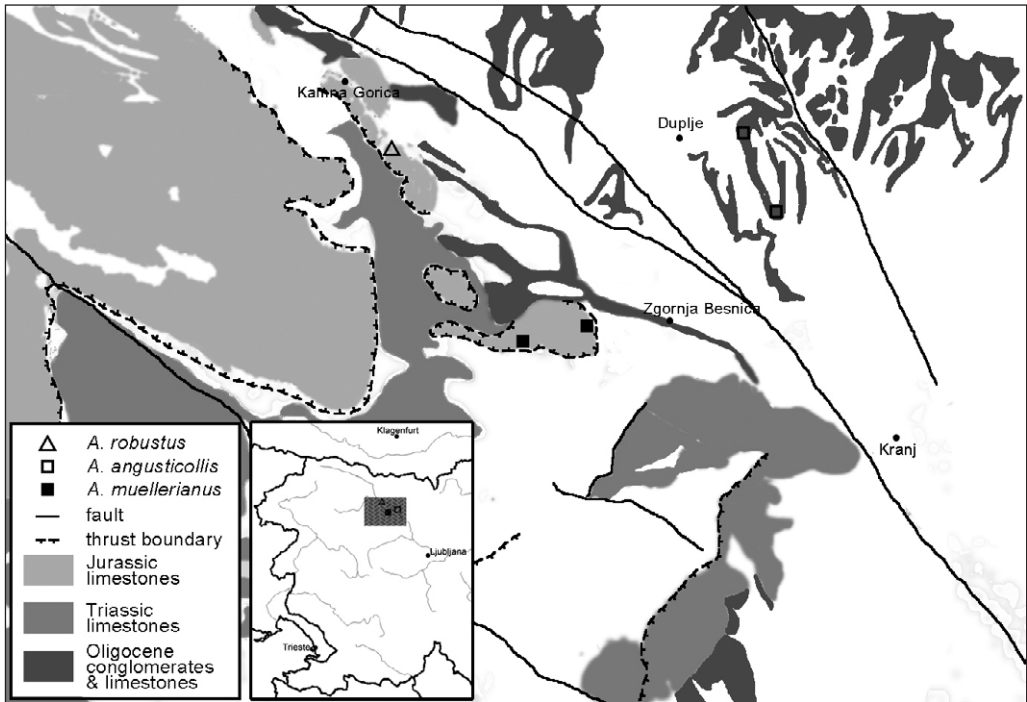 Kamna Gorica
Duplje
Zgornja Besnica
Kranj
A. robustus
A. angusticollis
A. muellerianus
fault
thrust boundary
Jurassic
limestones
Triassic
limestones
Oligocene
conglomerates
& limestones
Klagenfurt
Ljubljana
Trieste